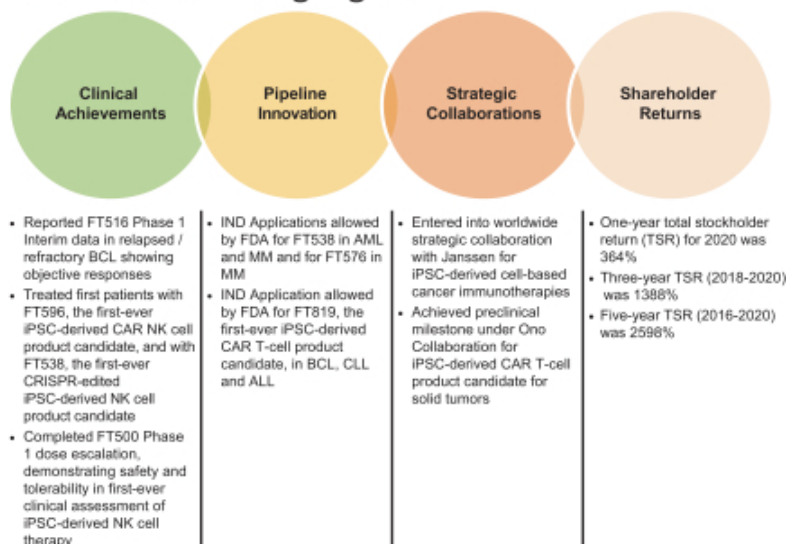 Clinical
Achievements
Pipeline
Innovation
Strategic
Collaborations
Shareholder
Returns
• Reported FT516 Phase 1
Interim data in relapsed /
refractory BCL showing
objective responses
• Treated first patients with
FT596, the first-ever
iPSC-derived CAR NK cell
product candidate, and with
FT538, the first-ever
CRISPR-edited
iPSC-derived NK cell
product candidate
• Completed FT500 Phase
1 dose escalation,
demonstrating safety and
tolerability in first-ever
clinical assessment of
iPSC-derived NK cell
therapy
• IND Applications allowed
by FDA for FT538 in AML
and MM and for FT576 in
MM
• IND Application allowed
by FDA for FT819, the
first-ever iPSC-derived
CAR T-cell product
candidate, in BCL, CLL
and ALL
• Entered into worldwide
strategic collaboration
with Janssen for
iPSC-derived cell-based
cancer immunotherapies
• Achieved preclinical
milestone under Ono
Collaboration for
iPSC-derived CAR T-cell
product candidate for
solid tumors
• One-year total stockholder
return (TSR) for 2020 was
364%
• Three-year TSR (2018-2020)
was 1388%
• Five-year TSR (2016-2020)
was 2598%